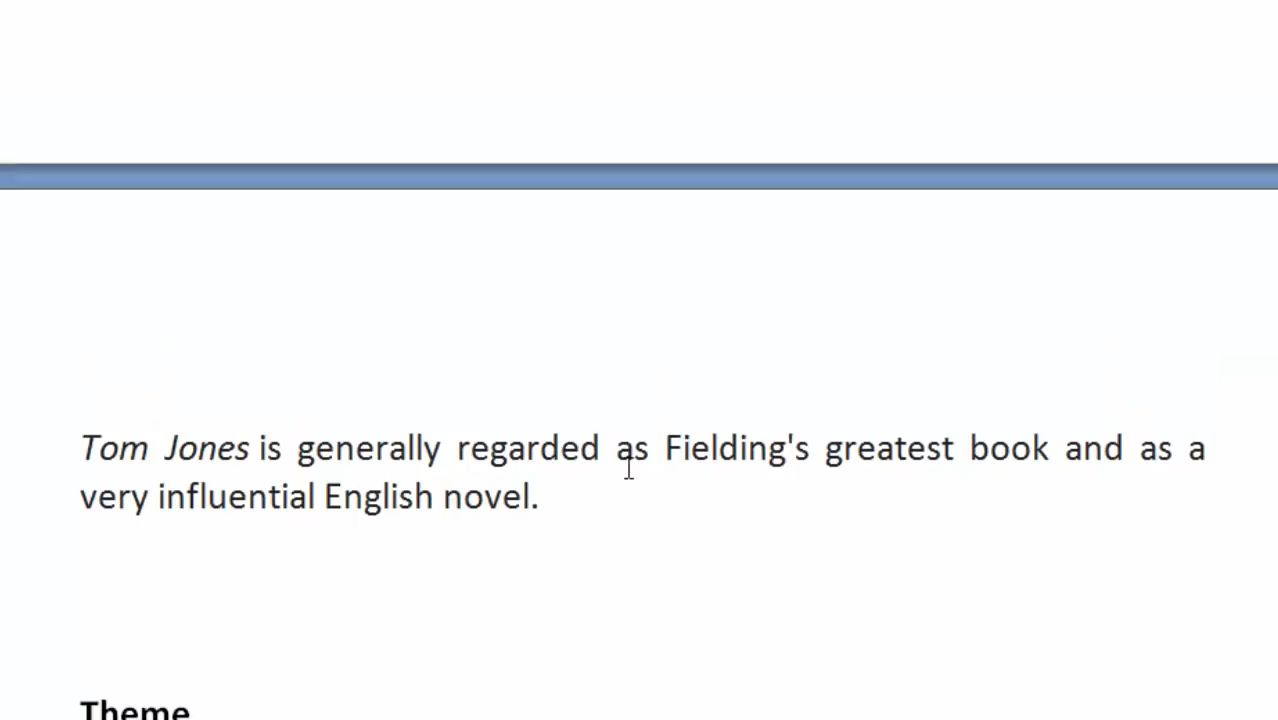 Tom Jones is generally regarded as Fielding's greatest book and as a
very influential English novel.
Theme